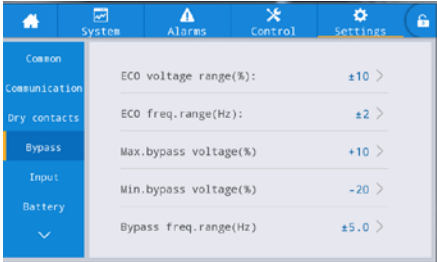 System
Alarms
Control
Settings
Common
Communication
Dry contacts
Bypass
Input
Battery
ECO voltage range(%): ±10
ECO freq.range(Hz): ±2
Max.bypass voltage(%) +10
Min.bypass voltage(%) -20
Bypass freq.range(Hz) ±5.0